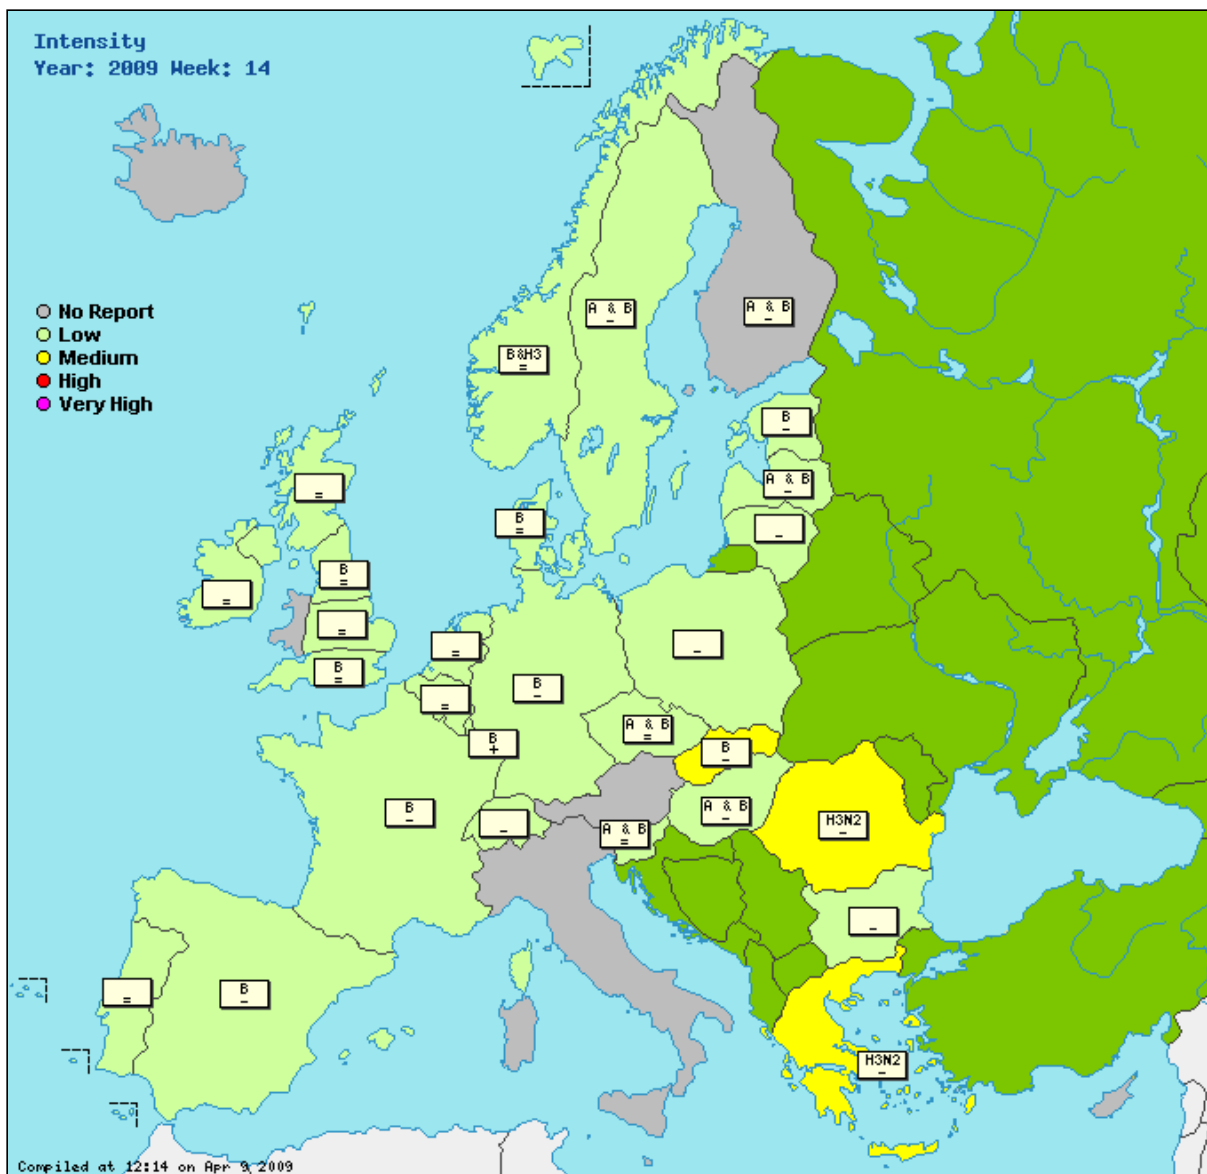 Intensity
Year: 2009 Week: 14
No Report
Low
Medium
High
Very High
A & B
-
A & B
-
B &H3
=
B
-
=
A & B
-
B
=
-
B
=
=
=
=
-
B
=
B
-
=
A & B
=
B
+
B
-
B
-
A & B
-
-
H3N2
-
A & B
=
-
=
B
-
H3N2
-
Compiled at 12:14 on Apr 9 2009